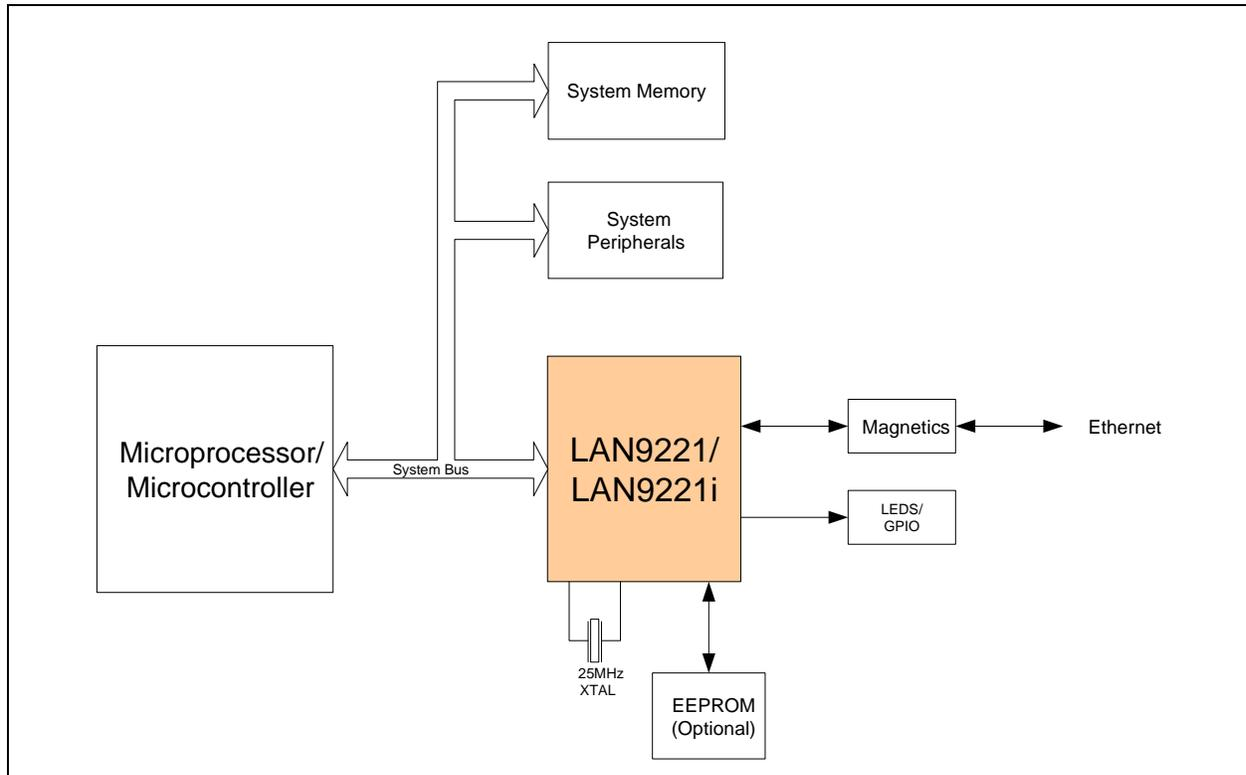 System Memory
System
Peripherals
Microprocessor/
Microcontroller
System Bus
LAN9221/
LAN9221i
Magnetics
Ethernet
LEDS/
GPIO
25MHz
XTAL
EEPROM
(Optional)